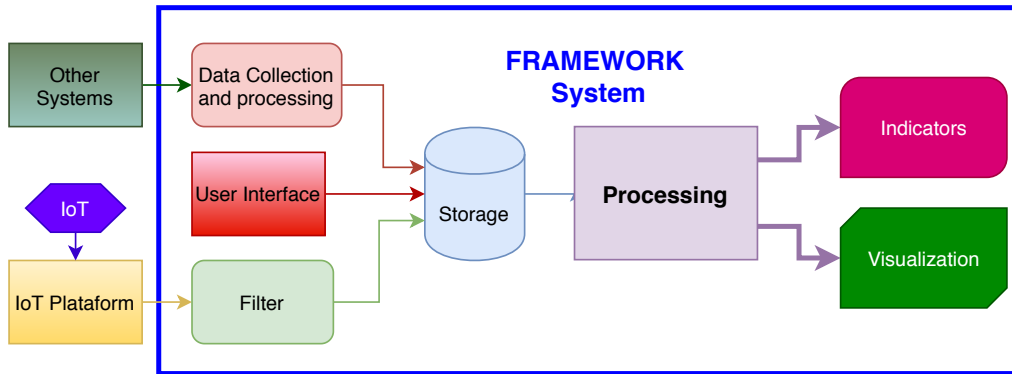 Other
Systems
Data Collection
and processing
FRAMEWORK
System
Indicators
User Interface
Storage
Processing
IoT
IoT Plataform
Filter
Visualization